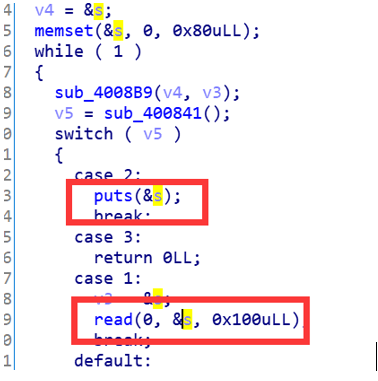 4 v4 = &s;
5 memset(&s, 0, 0x80uLL);
6 while ( 1 )
7 {
8 sub_4008B9(v4, v3);
9 v5 = sub_400841();
0 switch ( v5 )
1 {
2 case 2:
3 puts(&s);
4 break;
5 case 3:
6 return 0LL;
7 case 1:
8 v3 = &s;
9 read(0, &s, 0x100uLL)
0 break;
1 default: